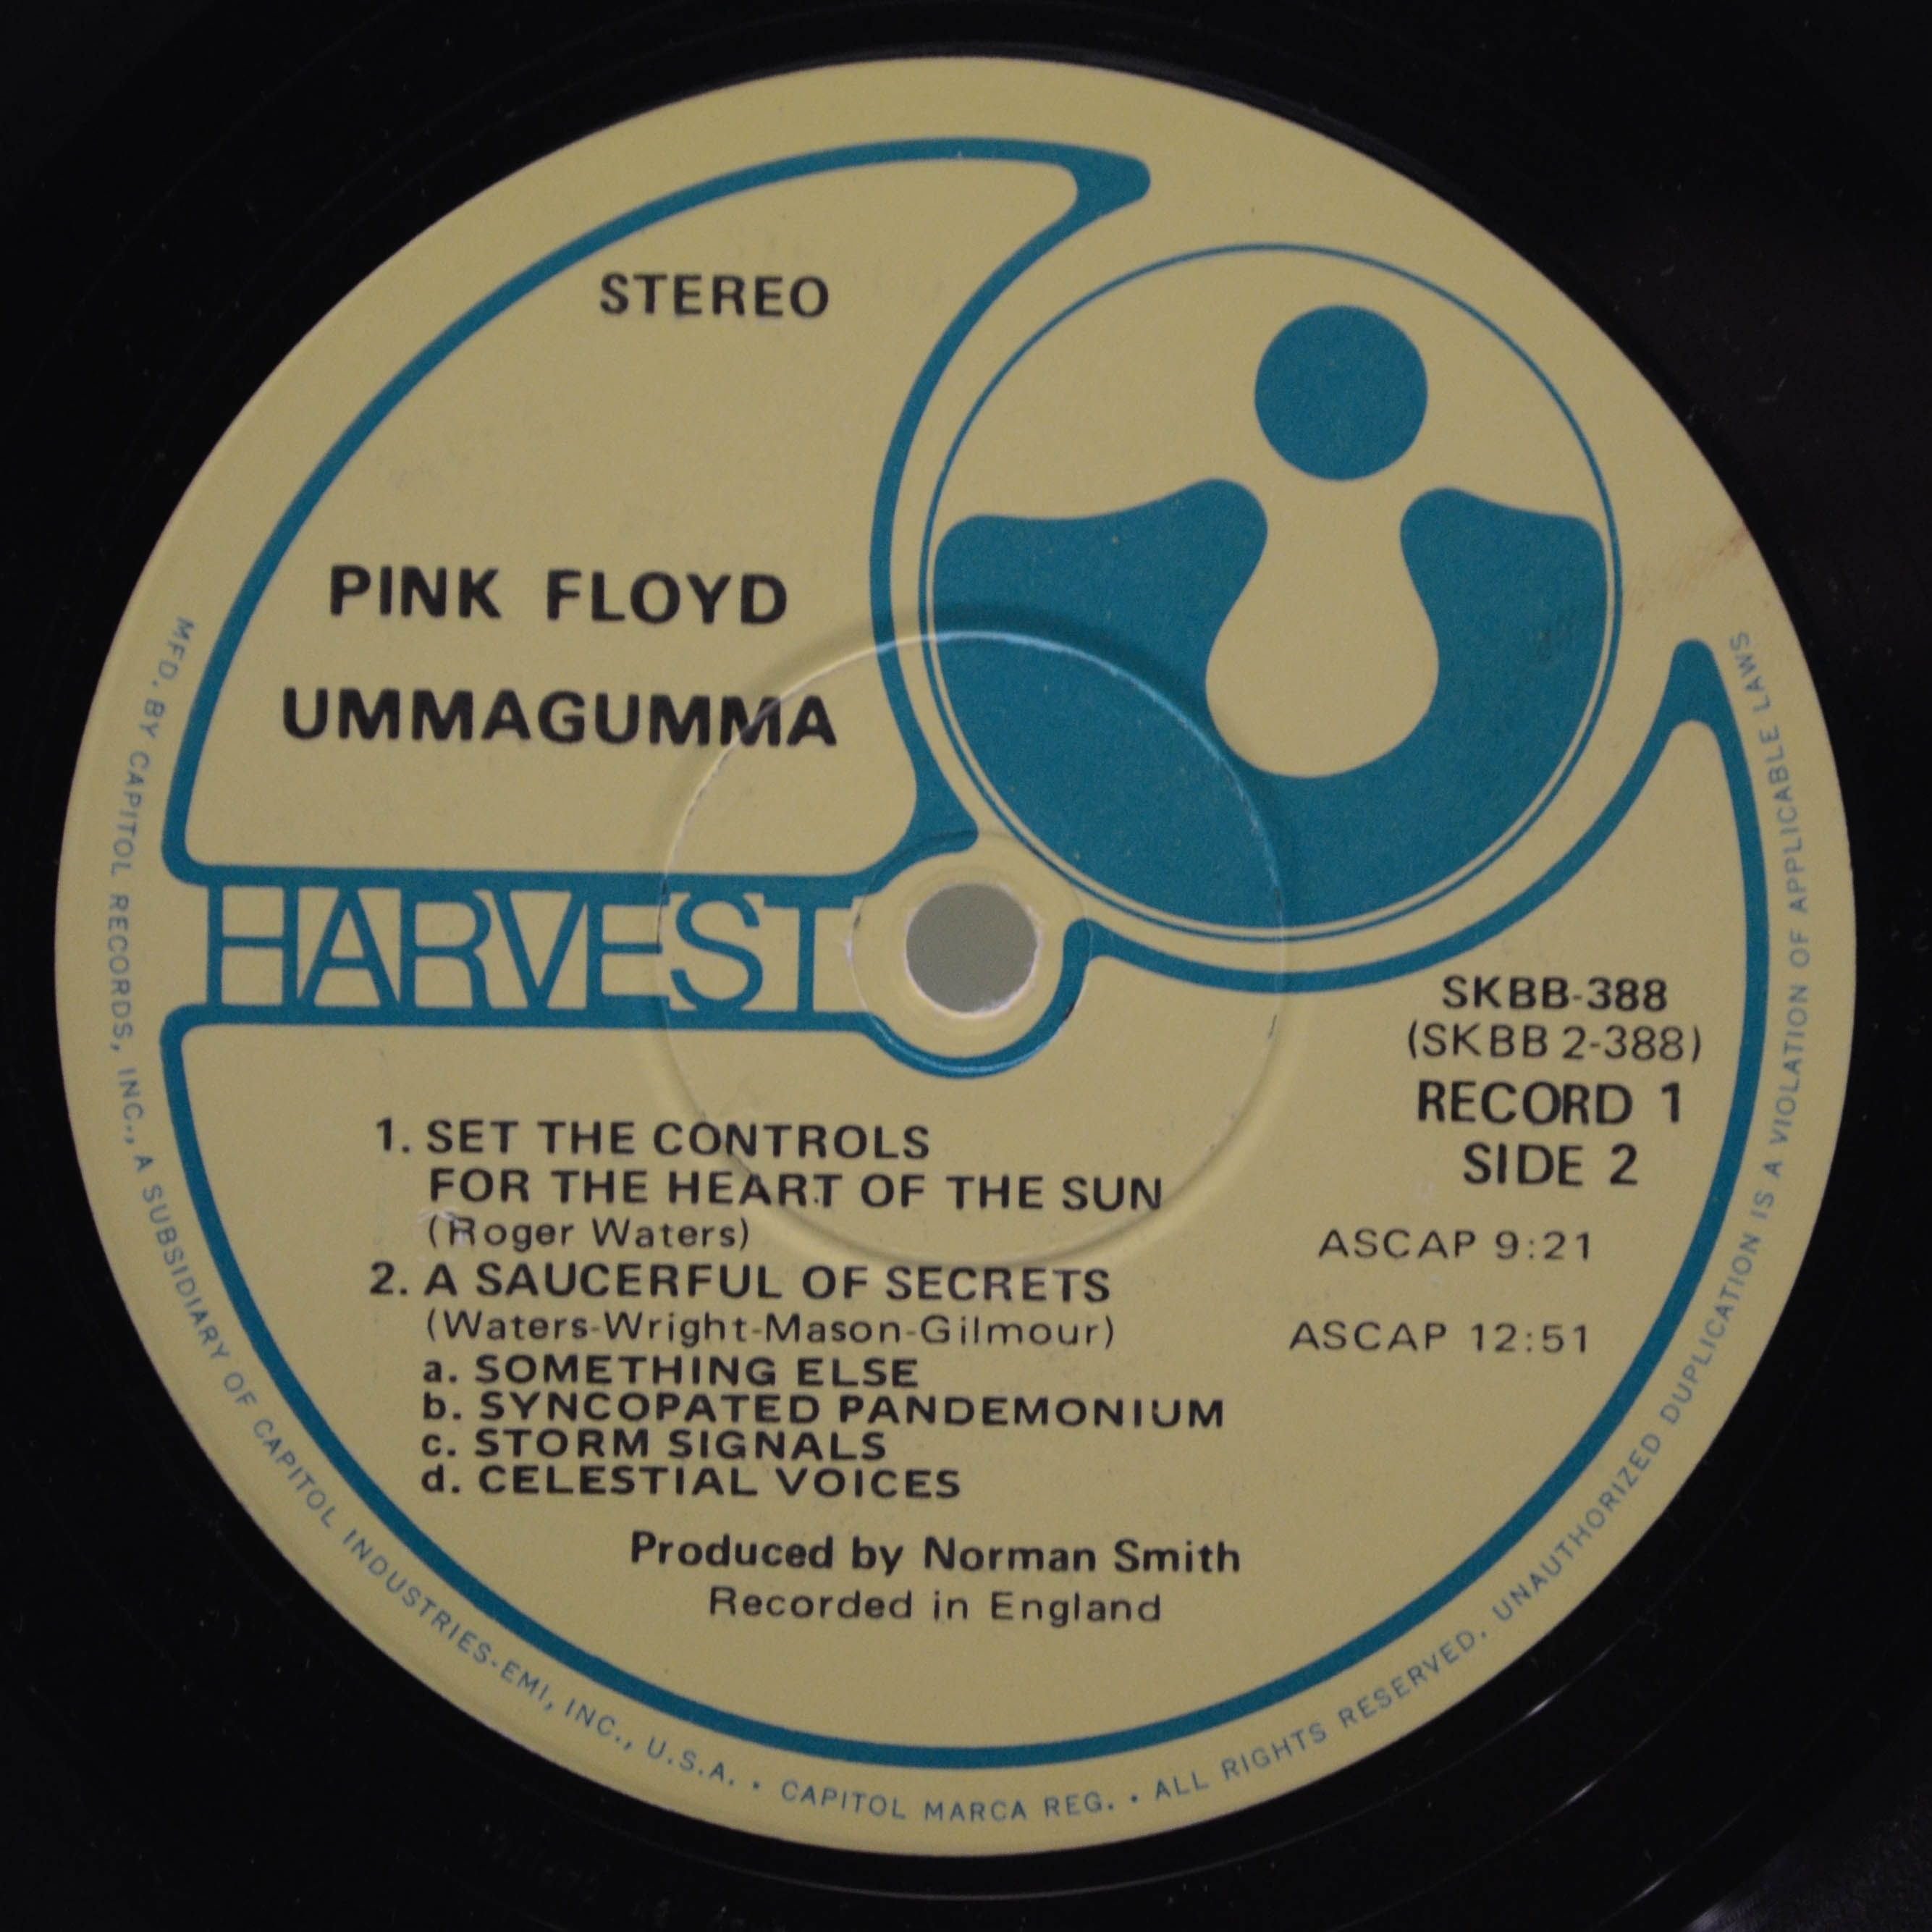 STEREO
PINK FLOYD
UMMAGUMMA
HARVEST
SKBB-388
(SKBB 2-388)
RECORD 1
SIDE 2
1. SET THE CONTROLS
FOR THE HEART OF THE SUN
(Roger Waters)
ASCAP 9:21
2. A SAUCERFUL OF SECRETS
(Waters-Wright-Mason-Gilmour)
ASCAP 12:51
a. SOMETHING ELSE
b. SYNCOPATED PANDEMONIUM
c. STORM SIGNALS
d. CELESTIAL VOICES
Produced by Norman Smith
Recorded in England
MFD. BY CAPITOL RECORDS, INC., A SUBSIDIARY OF CAPITOL INDUSTRIES-EMI, INC., U.S.A. • CAPITOL MARCA REG. • ALL RIGHTS RESERVED. UNAUTHORIZED DUPLICATION IS A VIOLATION OF APPLICABLE LAWS